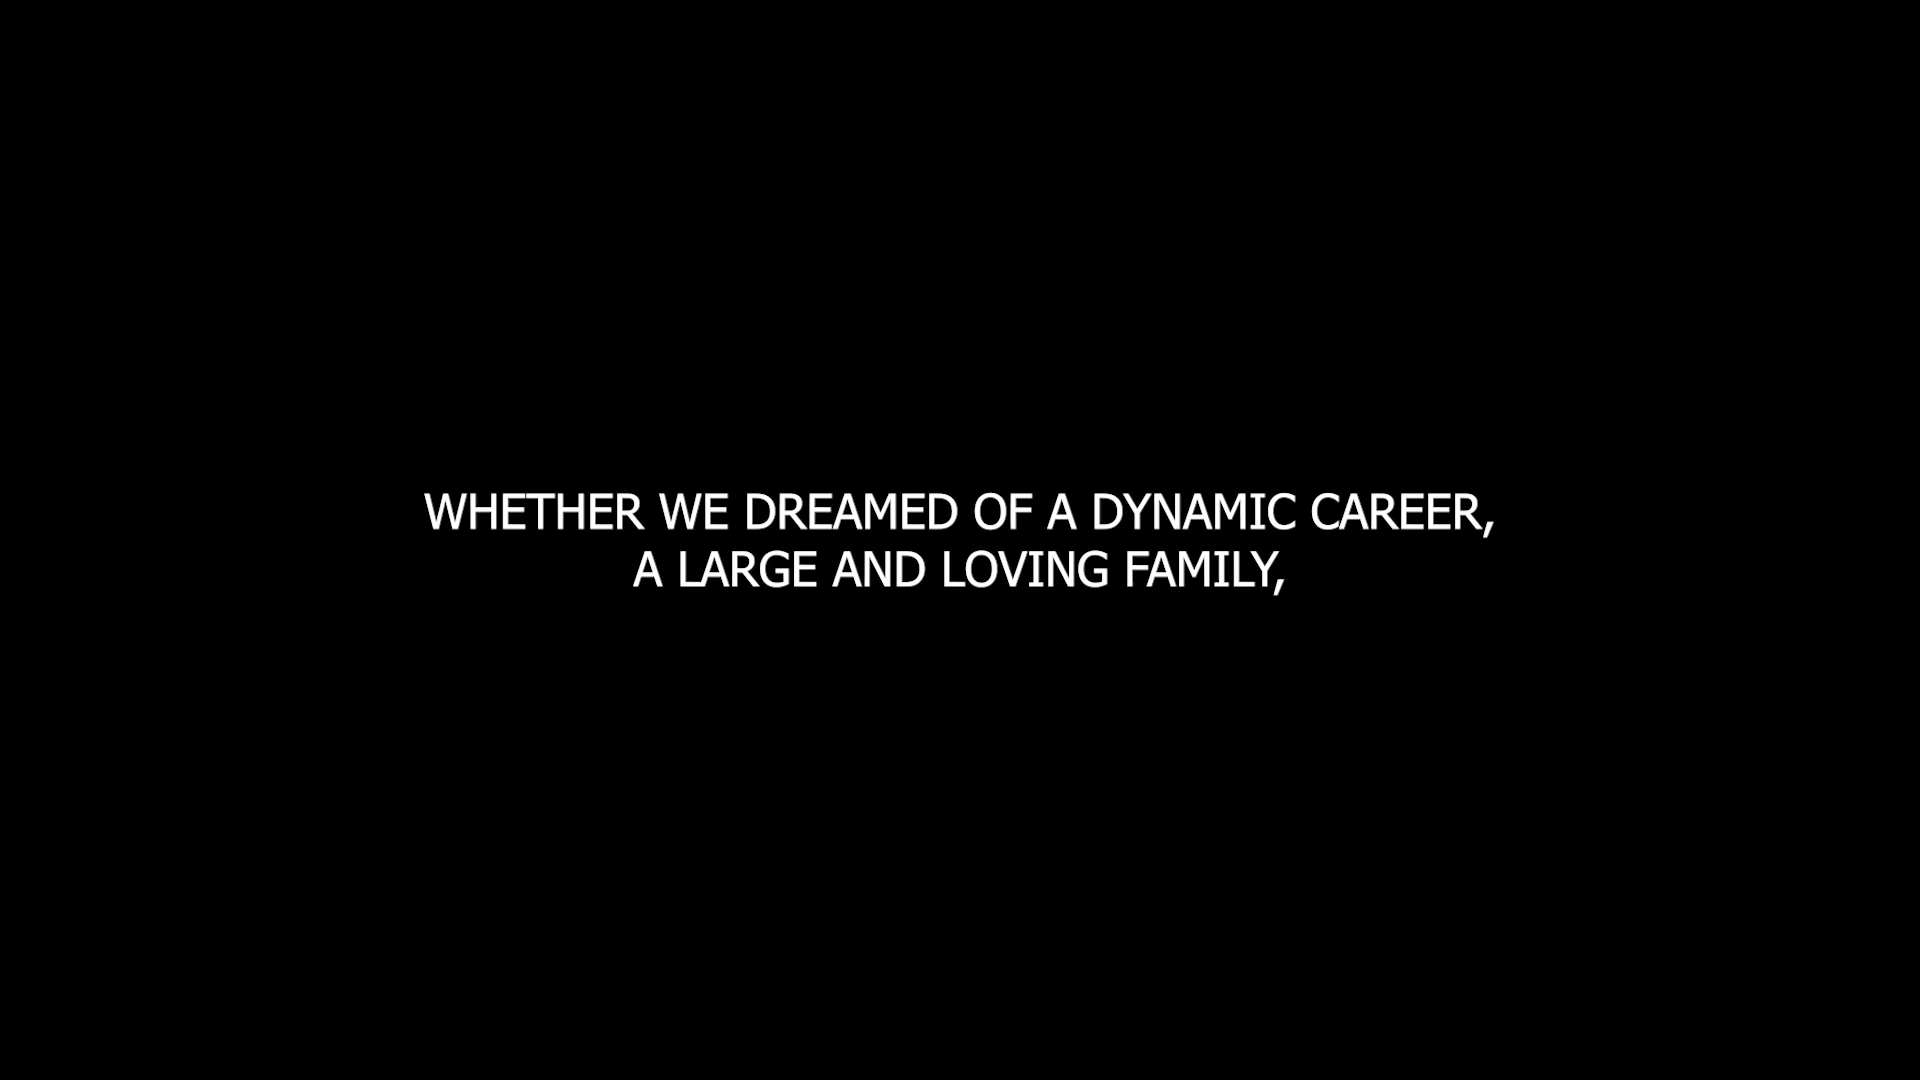 WHETHER WE DREAMED OF A DYNAMIC CAREER,
A LARGE AND LOVING FAMILY,